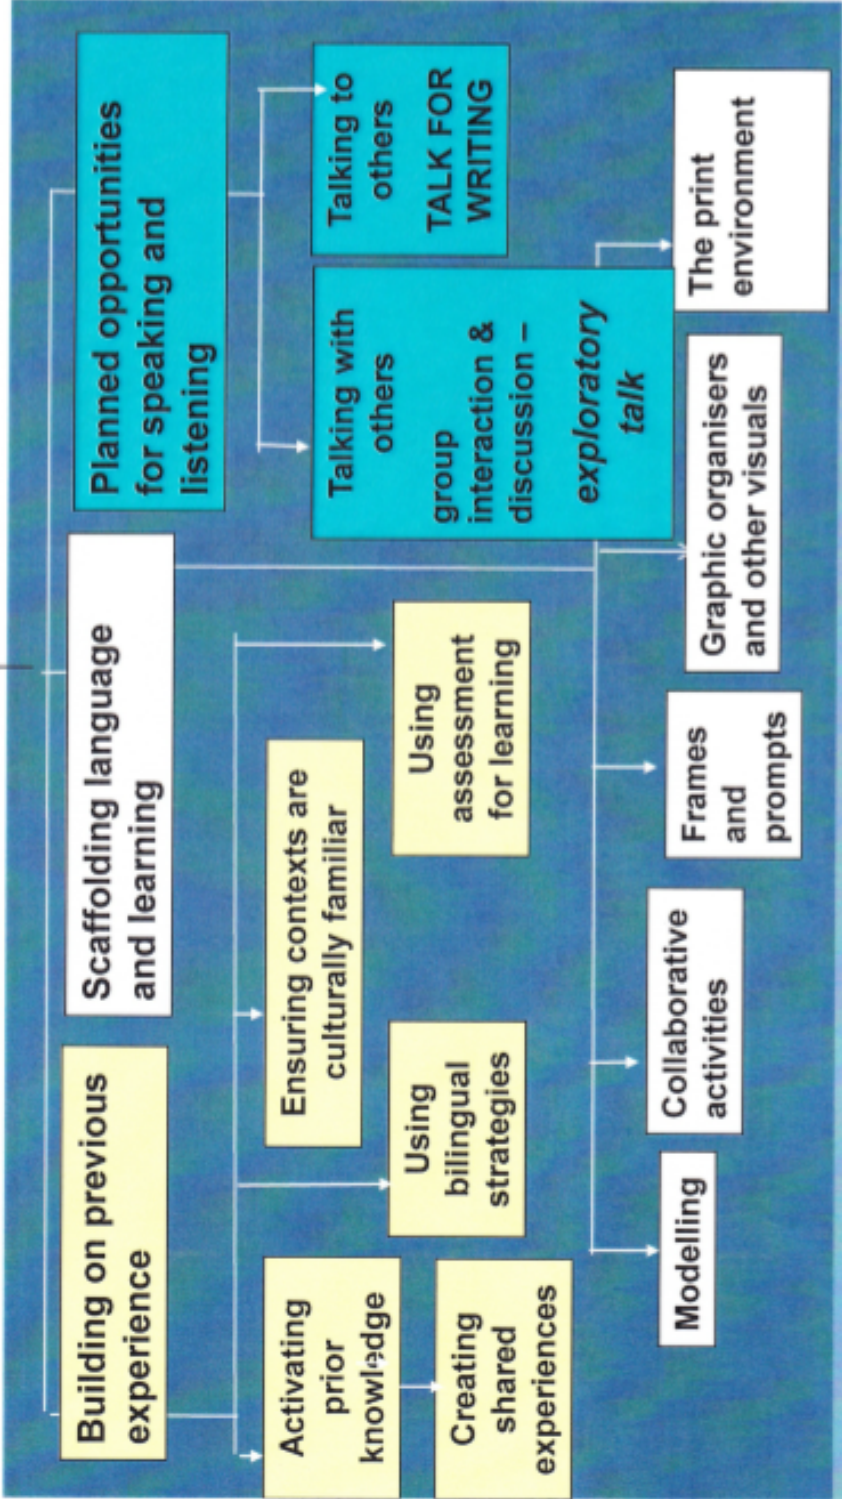 Building on previous
experience
Scaffolding language
and learning
Planned opportunities
for speaking and
listening
Activating
prior
knowledge
Creating
shared
experiences
Using
bilingual
strategies
Ensuring contexts are
culturally familiar
Using
assessment
for learning
Talking with
others
group
interaction &
discussion –
exploratory
talk
Talking to
others
TALK FOR
WRITING
Modelling
Collaborative
activities
Frames
and
prompts
Graphic organisers
and other visuals
The print
environment